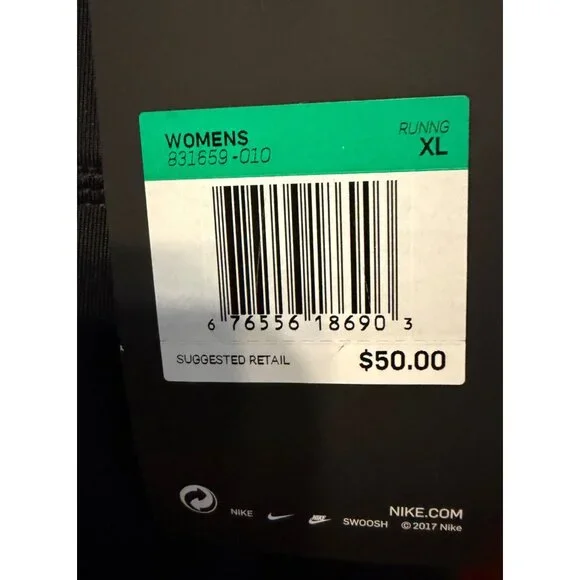 WOMENS
831659-010
RUNNG
XL
6 76556 18690 3
SUGGESTED RETAIL $50.00
NIKE.COM
NIKE SWOOSH © 2017 Nike